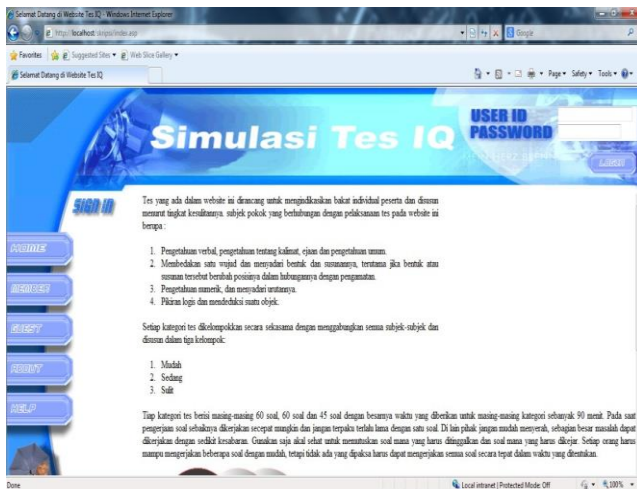 Selamat Datang di Website Tes IQ - Windows Internet Explorer
http://localhost/skripsi/index.asp
Google
Favorites Suggested Sites Web Slice Gallery
Selamat Datang di Website Tes IQ
Page Safety Tools
USER ID
PASSWORD
Simulasi Tes IQ
LOGIN
SIGN IN
HOME
MEMBER
GUEST
ABOUT
HELP
Tes yang ada dalam website ini dirancang untuk mengindikasikan bakat individual peserta dan disusun
menurut tingkat kesulitannya. subjek pokok yang berhubungan dengan pelaksanaan tes pada website ini
berupa :
1. Pengetahuan verbal, pengetahuan tentang kalimat, ejaan dan pengetahuan umum.
2. Membedakan satu wujud dan menyadari bentuk dan susunannya, terutama jika bentuk atau
susunan tersebut berubah posisinya dalam hubungannya dengan pengamatan.
3. Pengetahuan numerik, dan menyadari urutannya.
4. Pikiran logis dan mendeduksi suatu objek.
Setiap kategori tes dikelompokkan secara seksama dengan menggabungkan semua subjek-subjek dan
disusun dalam tiga kelompok:
1. Mudah
2. Sedang
3. Sulit
Tiap kategori tes berisi masing-masing 60 soal, 60 soal dan 45 soal dengan besarnya waktu yang diberikan untuk masing-masing kategori sebanyak 90 menit. Pada saat
pengerjaan soal sebaiknya dikerjakan secepat mungkin dan jangan terpaku terlalu lama dengan satu soal. Di lain pihak jangan mudah menyerah, sebagian besar masalah dapat
dikerjakan dengan sedikit kesabaran. Gunakan saja akal sehat untuk memutuskan soal mana yang harus ditinggalkan dan soal mana yang harus dikejar. Setiap orang harus
mampu mengerjakan beberapa soal dengan mudah, tetapi tidak ada yang dipaksa harus dapat mengerjakan semua soal secara tepat dalam waktu yang ditentukan.
Done
Local intranet | Protected Mode: Off
100%